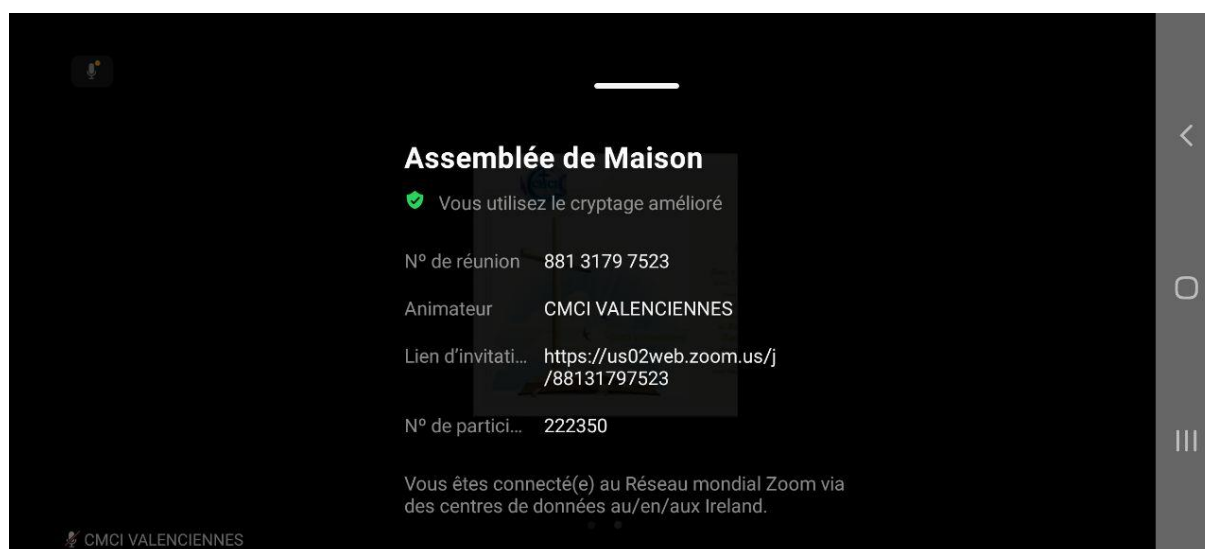 Assemblée de Maison
Vous utilisez le cryptage amélioré
Nº de réunion 881 3179 7523
Animateur CMCI VALENCIENNES
Lien d'invitati... https://us02web.zoom.us/j
/88131797523
Nº de partici... 222350
Vous êtes connecté(e) au Réseau mondial Zoom via
des centres de données au/en/aux Ireland.
CMCI VALENCIENNES